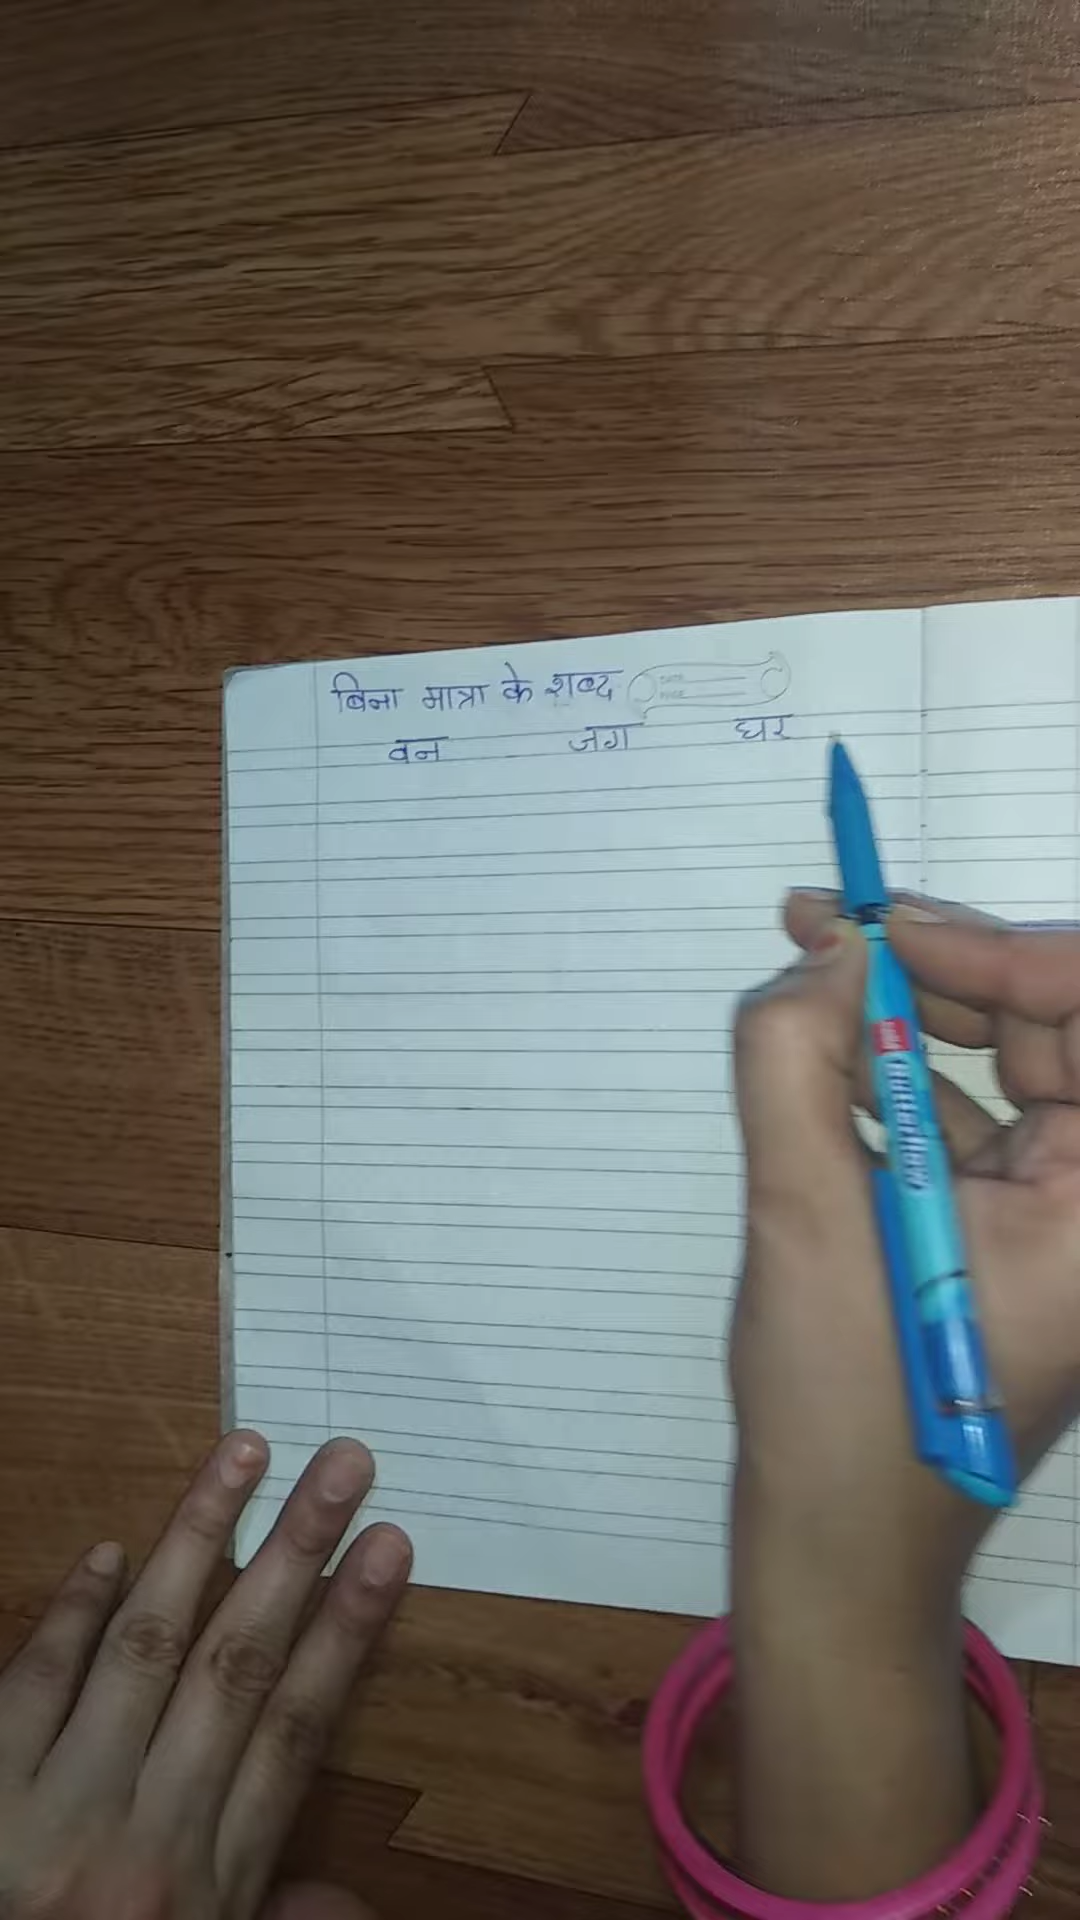 बिना मात्रा के शब्द
वन जग घर